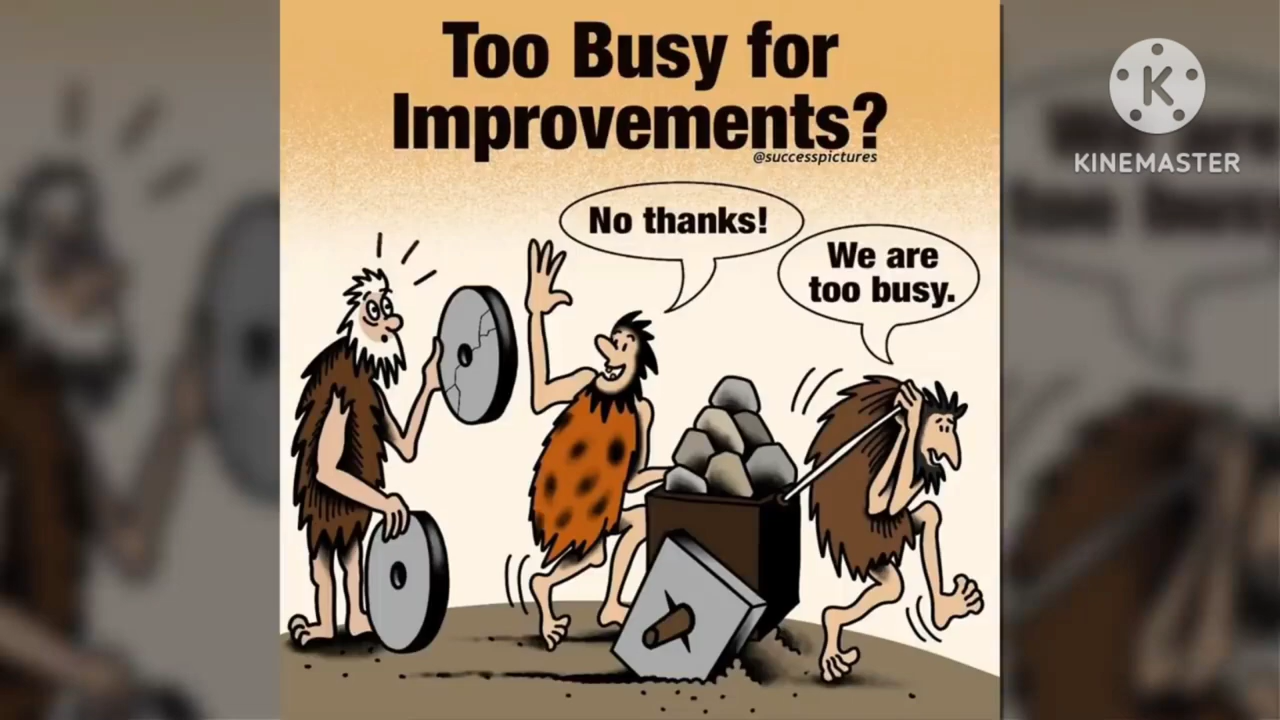 Too Busy for
Improvements?
@successpictures
No thanks!
We are
too busy.
K
KINEMASTER